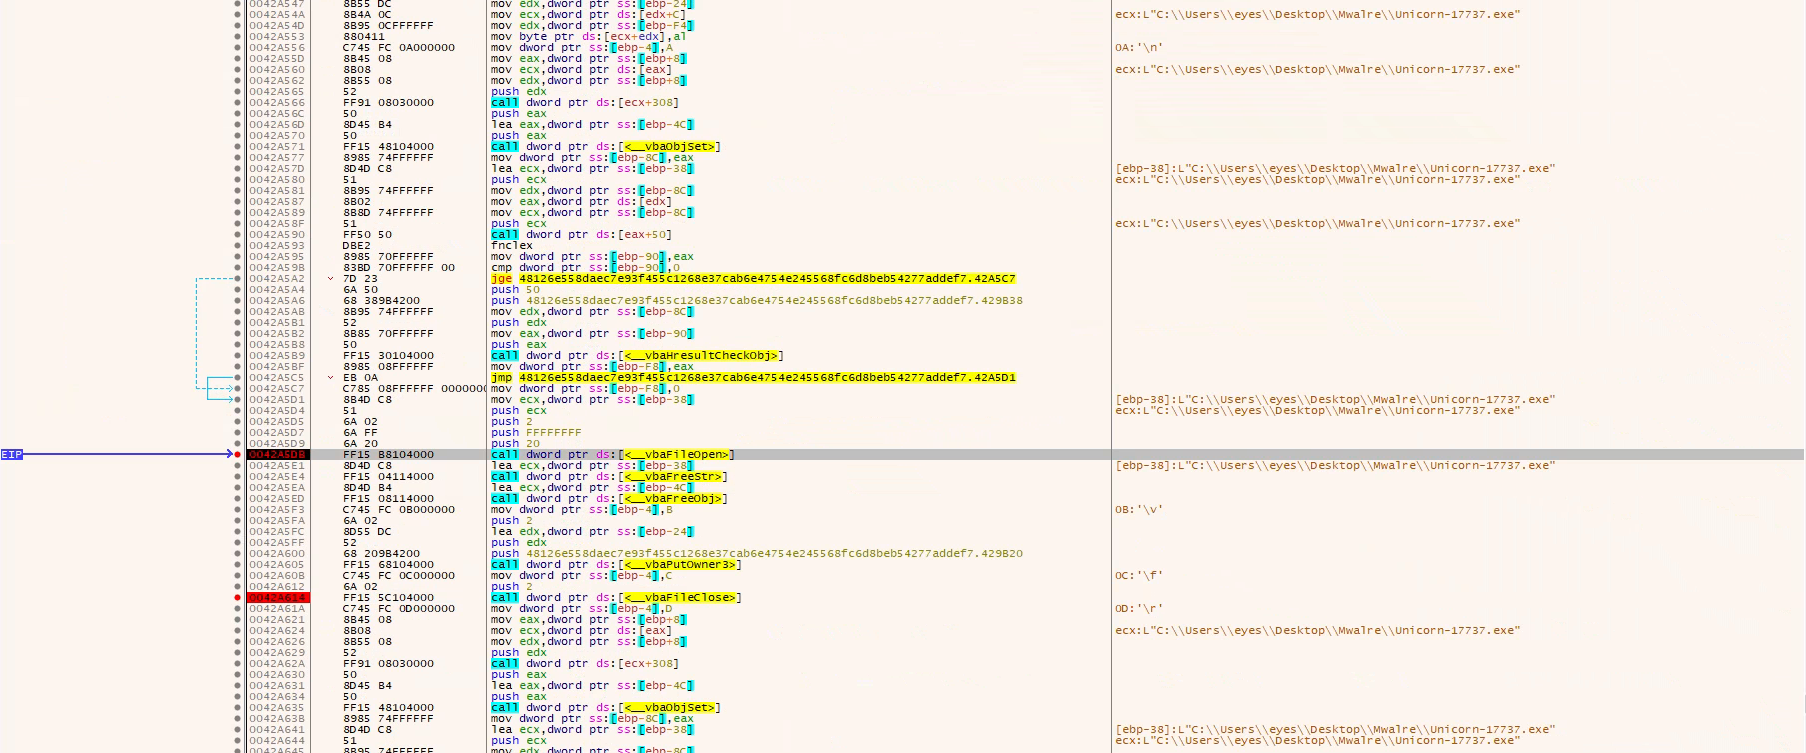 0042A547 8B55 DC mov edx,dword ptr ss:[ebp-24]
0042A54A 8B4A 0C mov ecx,dword ptr ds:[edx+C] ecx:L"C:\\Users\\eyes\\Desktop\\Mwalre\\Unicorn-17737.exe"
0042A54D 8B95 0CFFFFFF mov edx,dword ptr ss:[ebp-F4]
0042A553 880411 mov byte ptr ds:[ecx+edx],al
0042A556 C745 FC 0A000000 mov dword ptr ss:[ebp-4],A 0A:'\n'
0042A55D 8B45 08 mov eax,dword ptr ss:[ebp+8]
0042A560 8B08 mov ecx,dword ptr ds:[eax] ecx:L"C:\\Users\\eyes\\Desktop\\Mwalre\\Unicorn-17737.exe"
0042A562 8B55 08 mov edx,dword ptr ss:[ebp+8]
0042A565 52 push edx
0042A566 FF91 08030000 call dword ptr ds:[ecx+308]
0042A56C 50 push eax
0042A56D 8D45 B4 lea eax,dword ptr ss:[ebp-4C]
0042A570 50 push eax
0042A571 FF15 48104000 call dword ptr ds:[<__vbaObjSet>]
0042A577 8985 74FFFFFF mov dword ptr ss:[ebp-8C],eax
0042A57D 8D4D C8 lea ecx,dword ptr ss:[ebp-38] [ebp-38]:L"C:\\Users\\eyes\\Desktop\\Mwalre\\Unicorn-17737.exe"
0042A580 51 push ecx ecx:L"C:\\Users\\eyes\\Desktop\\Mwalre\\Unicorn-17737.exe"
0042A581 8B95 74FFFFFF mov edx,dword ptr ss:[ebp-8C]
0042A587 8B02 mov eax,dword ptr ds:[edx]
0042A589 8B8D 74FFFFFF mov ecx,dword ptr ss:[ebp-8C]
0042A58F 51 push ecx ecx:L"C:\\Users\\eyes\\Desktop\\Mwalre\\Unicorn-17737.exe"
0042A590 FF50 50 call dword ptr ds:[eax+50]
0042A593 DBE2 fnclex
0042A595 8985 70FFFFFF mov dword ptr ss:[ebp-90],eax
0042A59B 83BD 70FFFFFF 00 cmp dword ptr ss:[ebp-90],0
0042A5A2 7D 23 jge 48126e558daec7e93f455c1268e37cab6e4754e245568fc6d8beb54277addef7.42A5C7
0042A5A4 6A 50 push 50
0042A5A6 68 389B4200 push 48126e558daec7e93f455c1268e37cab6e4754e245568fc6d8beb54277addef7.429B38
0042A5AB 8B95 74FFFFFF mov edx,dword ptr ss:[ebp-8C]
0042A5B1 52 push edx
0042A5B2 8B85 70FFFFFF mov eax,dword ptr ss:[ebp-90]
0042A5B8 50 push eax
0042A5B9 FF15 30104000 call dword ptr ds:[<__vbaHresultCheckObj>]
0042A5BF 8985 08FFFFFF mov dword ptr ss:[ebp-F8],eax
0042A5C5 EB 0A jmp 48126e558daec7e93f455c1268e37cab6e4754e245568fc6d8beb54277addef7.42A5D1
0042A5C7 C785 08FFFFFF 0000000 mov dword ptr ss:[ebp-F8],0
0042A5D1 8B4D C8 mov ecx,dword ptr ss:[ebp-38] [ebp-38]:L"C:\\Users\\eyes\\Desktop\\Mwalre\\Unicorn-17737.exe"
0042A5D4 51 push ecx ecx:L"C:\\Users\\eyes\\Desktop\\Mwalre\\Unicorn-17737.exe"
0042A5D5 6A 02 push 2
0042A5D7 6A FF push FFFFFFFF
0042A5D9 6A 20 push 20
EIP 0042A5DB FF15 B8104000 call dword ptr ds:[<__vbaFileOpen>]
0042A5E1 8D4D C8 lea ecx,dword ptr ss:[ebp-38] [ebp-38]:L"C:\\Users\\eyes\\Desktop\\Mwalre\\Unicorn-17737.exe"
0042A5E4 FF15 04114000 call dword ptr ds:[<__vbaFreeStr>]
0042A5EA 8D4D B4 lea ecx,dword ptr ss:[ebp-4C]
0042A5ED FF15 08114000 call dword ptr ds:[<__vbaFreeObj>]
0042A5F3 C745 FC 0B000000 mov dword ptr ss:[ebp-4],B 0B:'\v'
0042A5FA 6A 02 push 2
0042A5FC 8D55 DC lea edx,dword ptr ss:[ebp-24]
0042A5FF 52 push edx
0042A600 68 209B4200 push 48126e558daec7e93f455c1268e37cab6e4754e245568fc6d8beb54277addef7.429B20
0042A605 FF15 68104000 call dword ptr ds:[<__vbaPutOwner3>]
0042A60B C745 FC 0C000000 mov dword ptr ss:[ebp-4],C 0C:'\f'
0042A612 6A 02 push 2
0042A614 FF15 5C104000 call dword ptr ds:[<__vbaFileClose>]
0042A61A C745 FC 0D000000 mov dword ptr ss:[ebp-4],D 0D:'\r'
0042A621 8B45 08 mov eax,dword ptr ss:[ebp+8]
0042A624 8B08 mov ecx,dword ptr ds:[eax] ecx:L"C:\\Users\\eyes\\Desktop\\Mwalre\\Unicorn-17737.exe"
0042A626 8B55 08 mov edx,dword ptr ss:[ebp+8]
0042A629 52 push edx
0042A62A FF91 08030000 call dword ptr ds:[ecx+308]
0042A630 50 push eax
0042A631 8D45 B4 lea eax,dword ptr ss:[ebp-4C]
0042A634 50 push eax
0042A635 FF15 48104000 call dword ptr ds:[<__vbaObjSet>]
0042A63B 8985 74FFFFFF mov dword ptr ss:[ebp-8C],eax
0042A641 8D4D C8 lea ecx,dword ptr ss:[ebp-38] [ebp-38]:L"C:\\Users\\eyes\\Desktop\\Mwalre\\Unicorn-17737.exe"
0042A644 51 push ecx ecx:L"C:\\Users\\eyes\\Desktop\\Mwalre\\Unicorn-17737.exe"
0042A645 8B95 74FFFFFF mov edx,dword ptr ss:[ebp-8C]